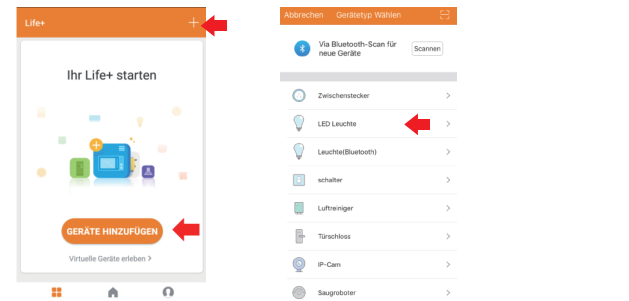 Life+
Ihr Life+ starten
GERÄTE HINZUFÜGEN
Virtuelle Geräte erleben >
Abbrechen Gerätetyp Wählen
Via Bluetooth-Scan für
neue Geräte
Scannen
Zwischenstecker
LED Leuchte
Leuchte(Bluetooth)
schalter
Luftreiniger
Türschloss
IP-Cam
Saugroboter